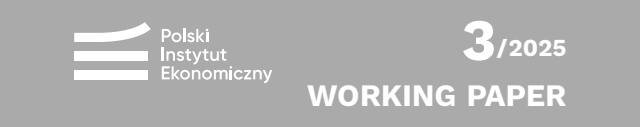 Polski
Instytut
Ekonomiczny
3/2025
WORKING PAPER